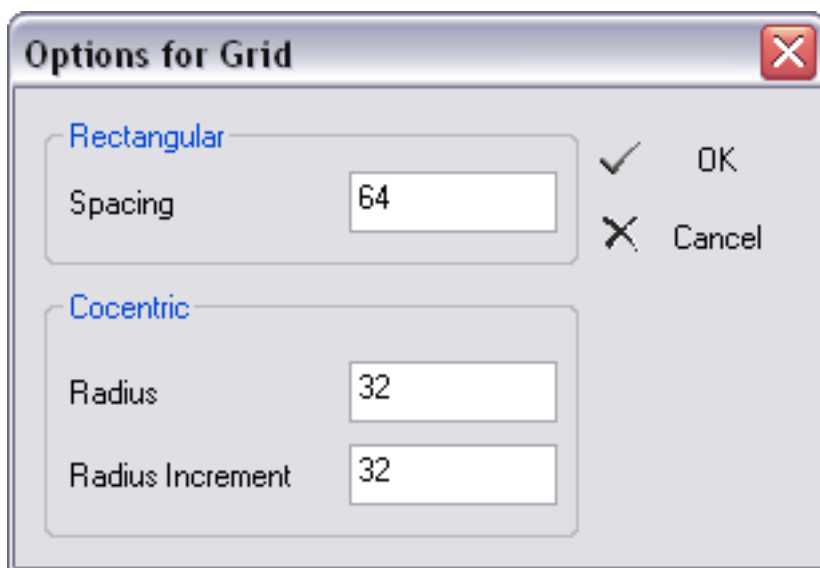 Options for Grid
Rectangular
Spacing 64
OK
Cancel
Cocentric
Radius 32
Radius Increment 32